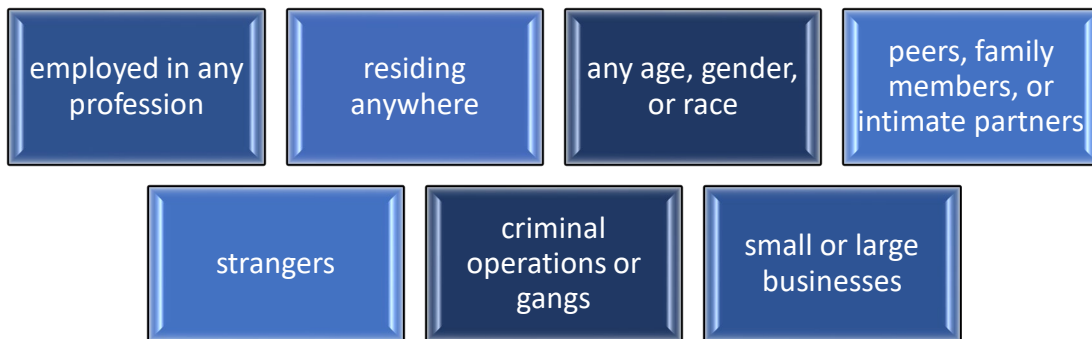 employed in any
profession
residing
anywhere
any age, gender,
or race
peers, family
members, or
intimate partners
strangers
criminal
operations or
gangs
small or large
businesses